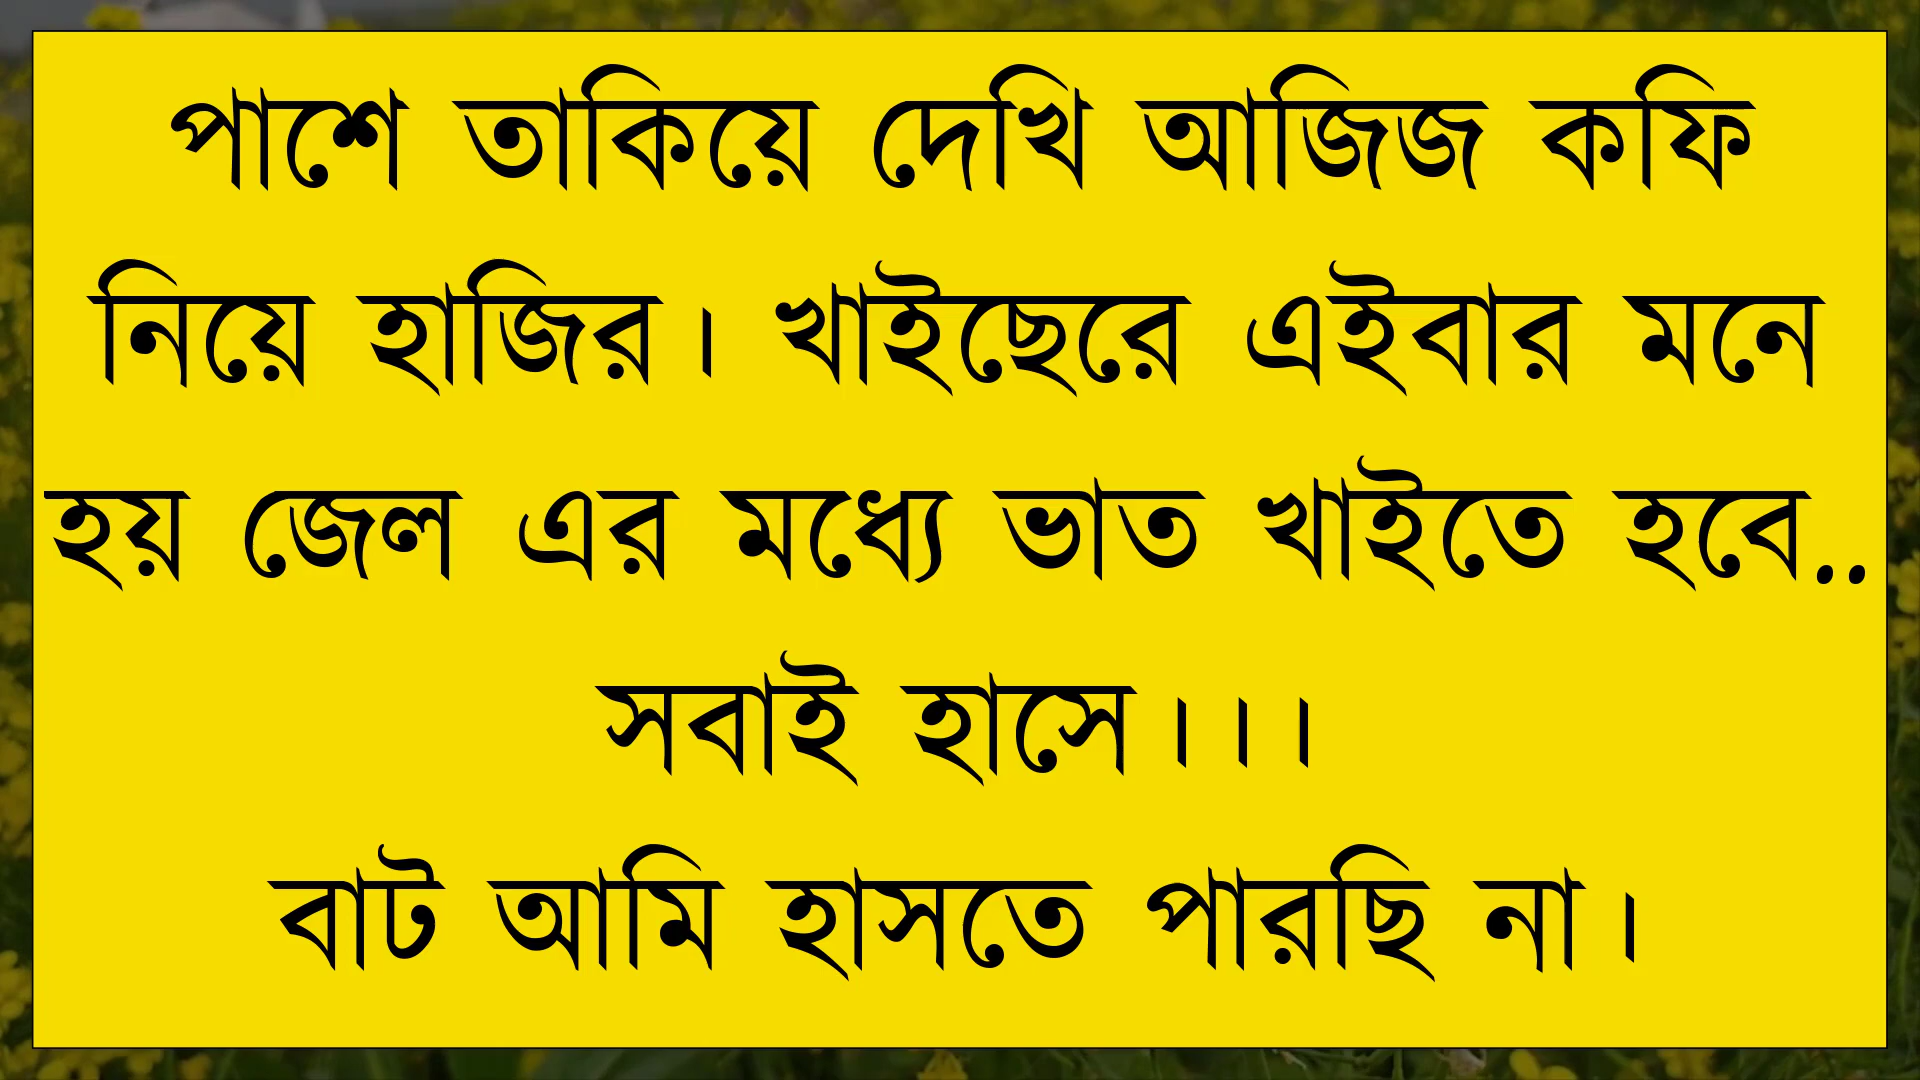 পাশে তাকিয়ে দেখি আজিজ কফি
নিয়ে হাজির। খাইছেরে এইবার মনে
হয় জেল এর মধ্যে ভাত খাইতে হবে..
সবাই হাসে।।।
বাট আমি হাসতে পারছি না।